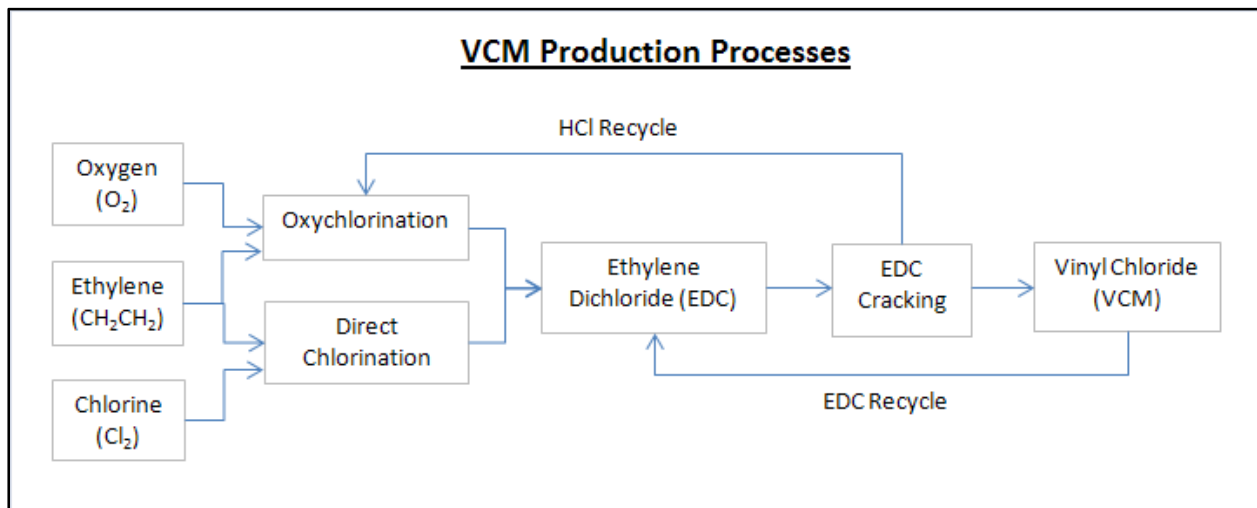 VCM Production Processes
HCl Recycle
Oxygen
(O₂)
Oxychlorination
Ethylene
(CH₂CH₂)
Direct
Chlorination
Chlorine
(Cl₂)
Ethylene
Dichloride (EDC)
EDC
Cracking
Vinyl Chloride
(VCM)
EDC Recycle